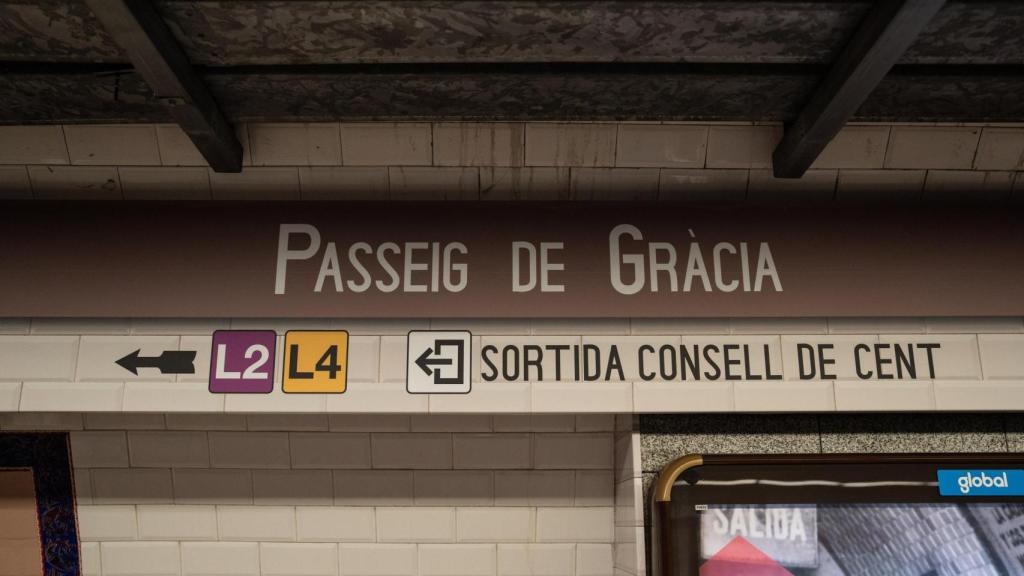 PASSEIG DE GRÀCIA
L2 L4 SORTIDA CONSELL DE CENT
global
SALIDA